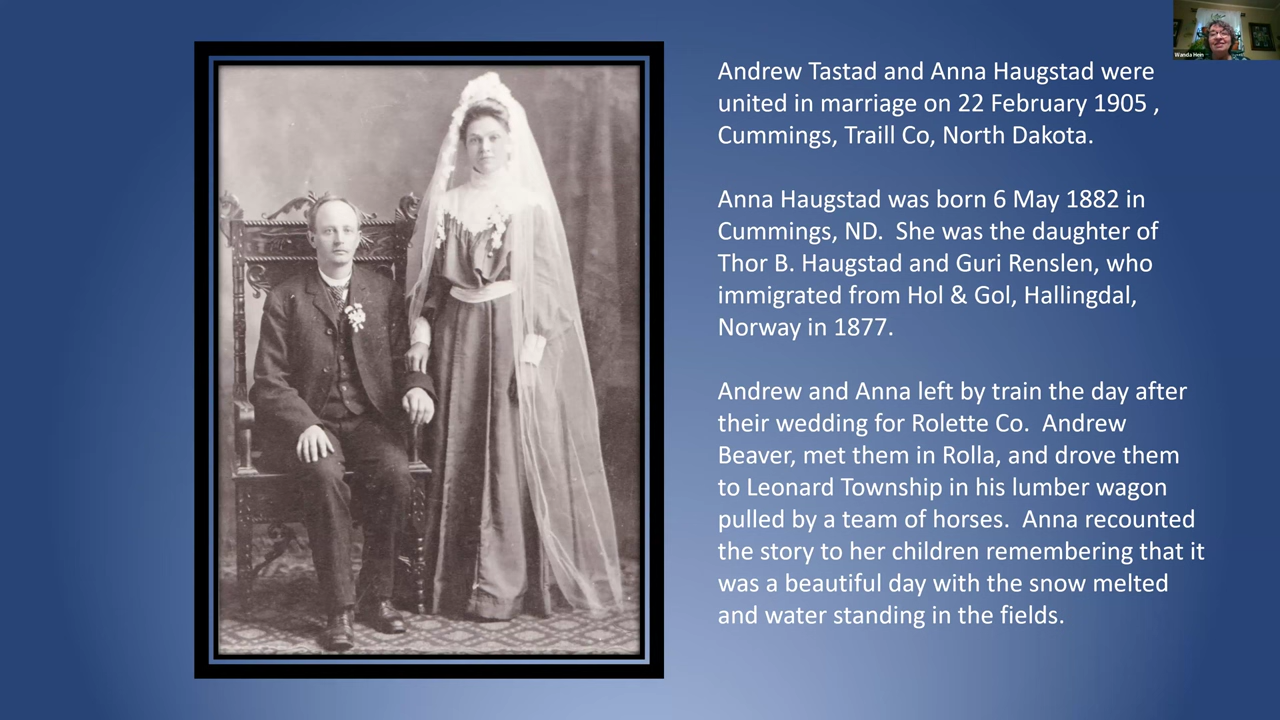 Andrew Tastad and Anna Haugstad were
united in marriage on 22 February 1905 ,
Cummings, Traill Co, North Dakota.
Anna Haugstad was born 6 May 1882 in
Cummings, ND.  She was the daughter of
Thor B. Haugstad and Guri Renslen, who
immigrated from Hol & Gol, Hallingdal,
Norway in 1877.
Andrew and Anna left by train the day after
their wedding for Rolette Co.  Andrew
Beaver, met them in Rolla, and drove them
to Leonard Township in his lumber wagon
pulled by a team of horses.  Anna recounted
the story to her children remembering that it
was a beautiful day with the snow melted
and water standing in the fields.
Wanda Hein